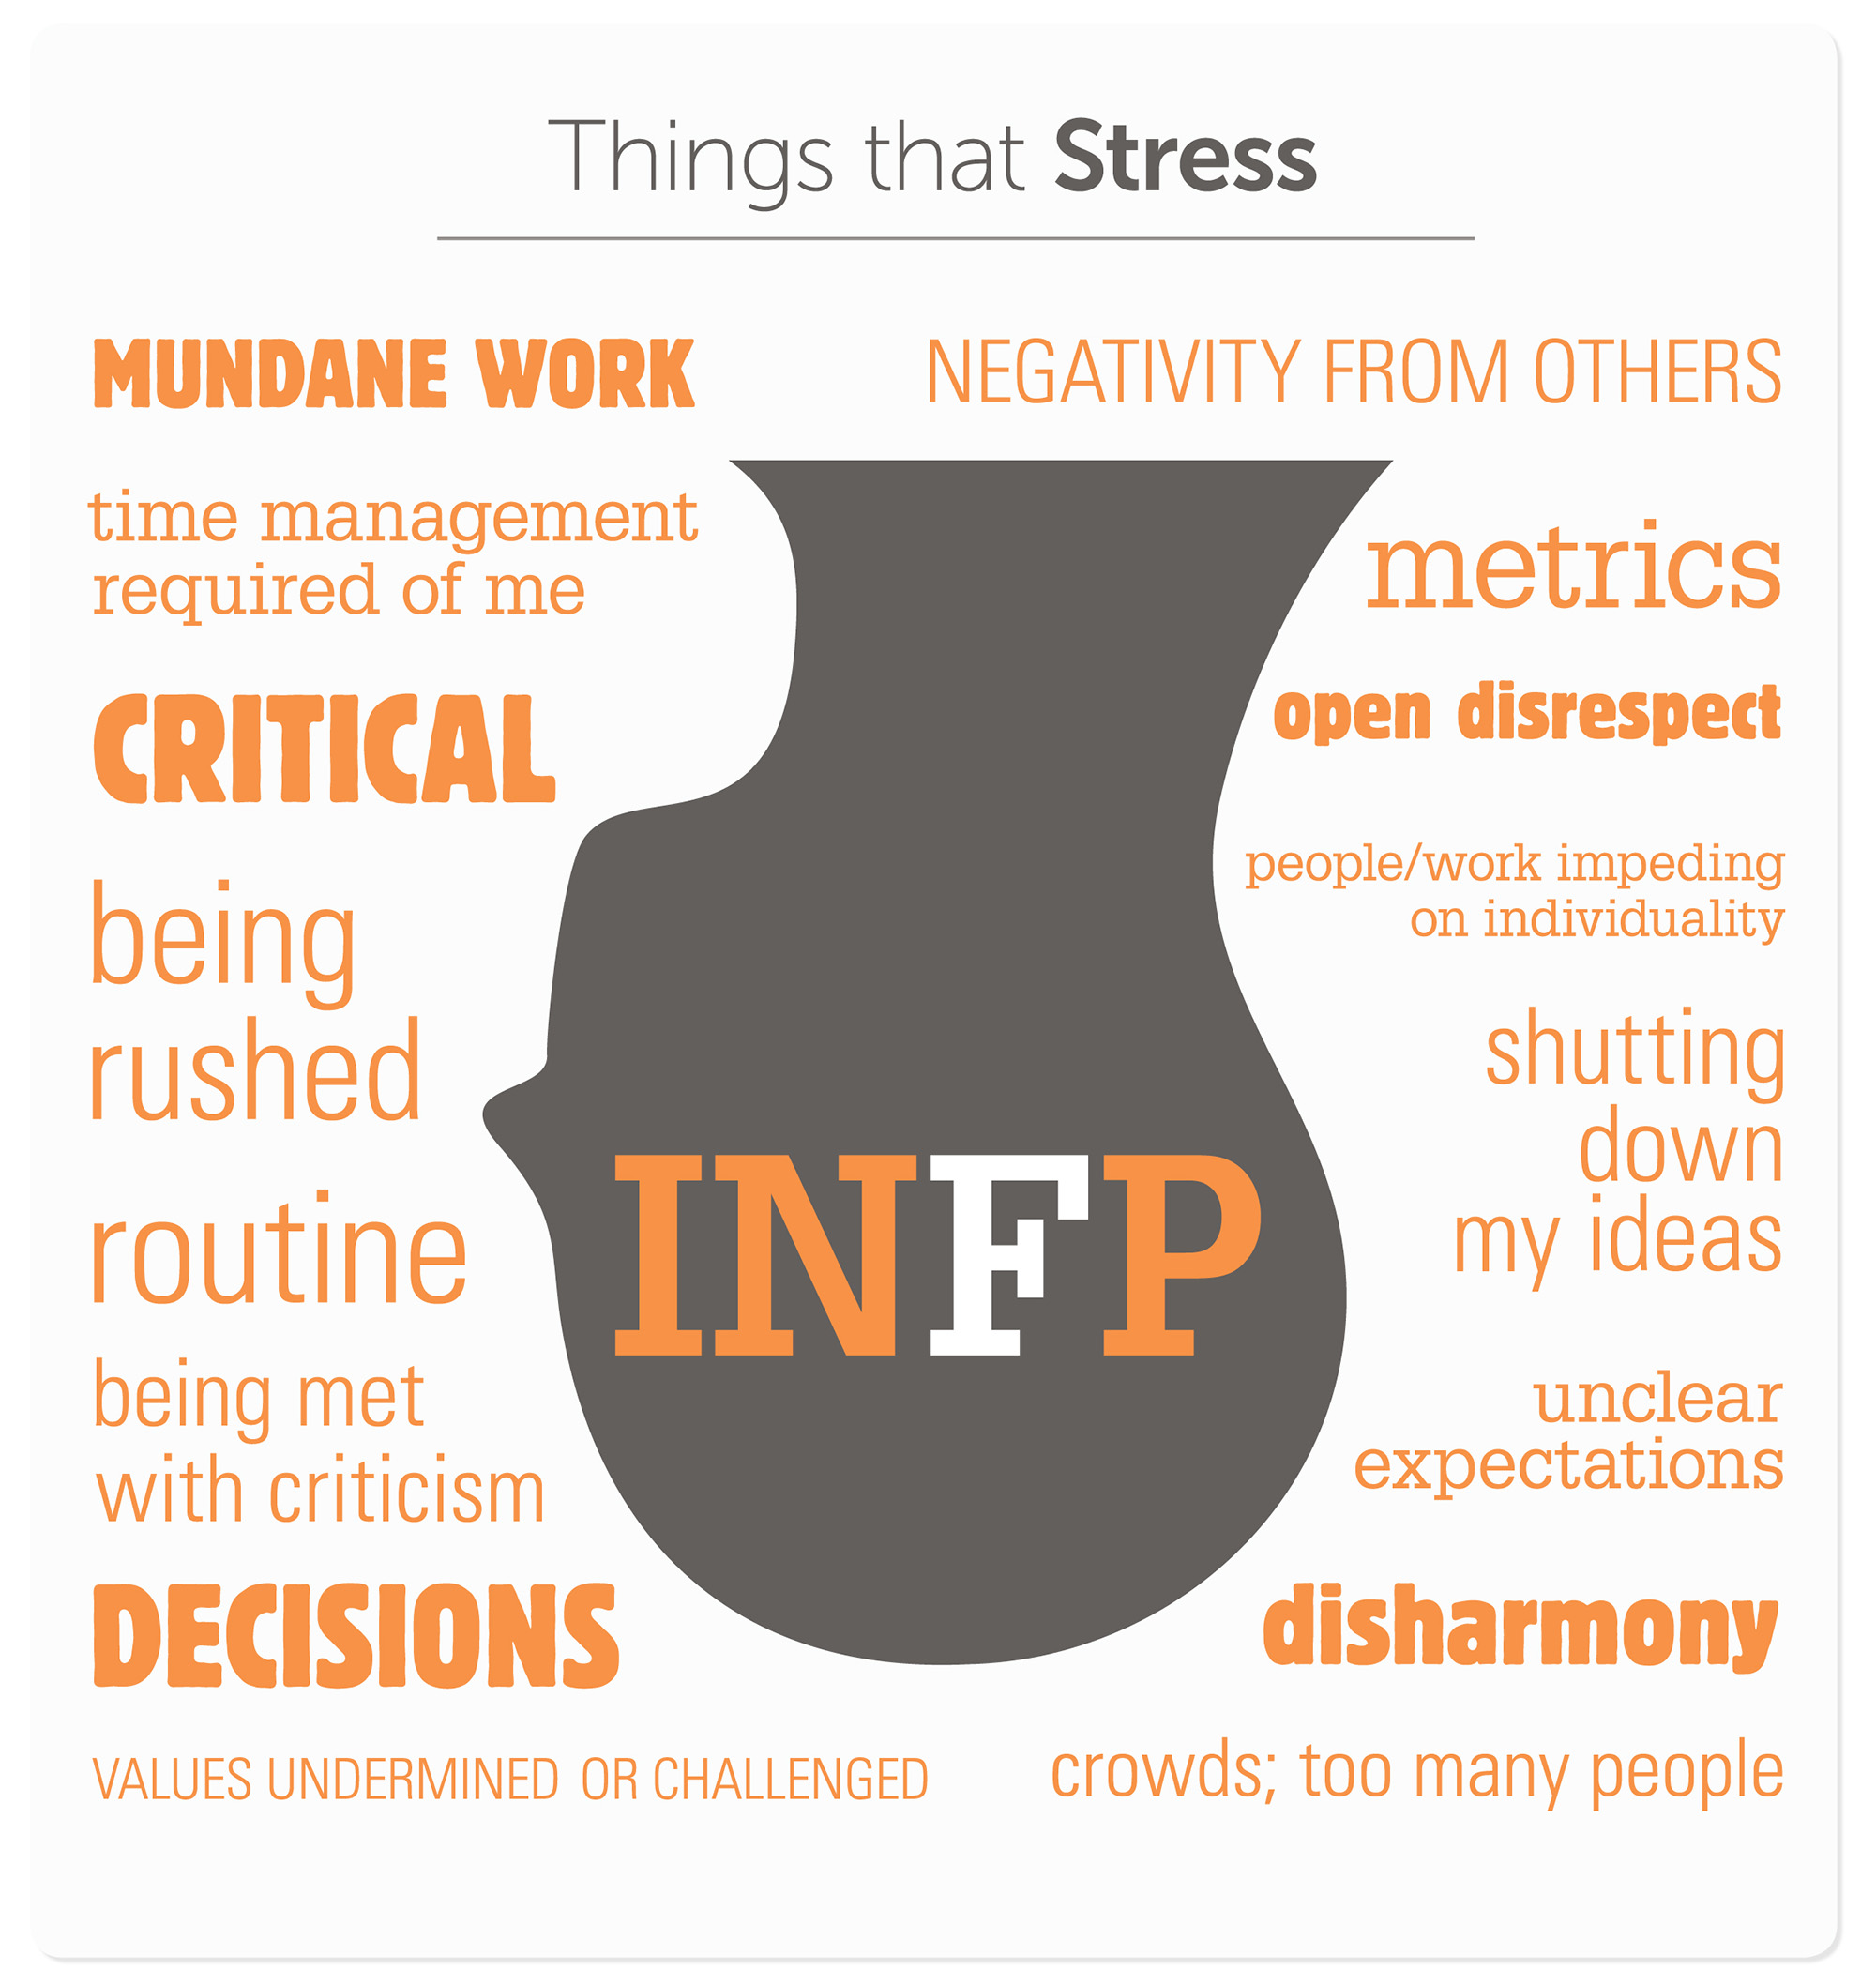 Things that Stress
MUNDANE WORK
time management
required of me
CRITICAL
being
rushed
routine
being met
with criticism
DECISIONS
VALUES UNDERMINED OR CHALLENGED
INFP
NEGATIVITY FROM OTHERS
metrics
open disrespect
people/work impeding
on individuality
shutting
down
my ideas
unclear
expectations
disharmony
crowds; too many people